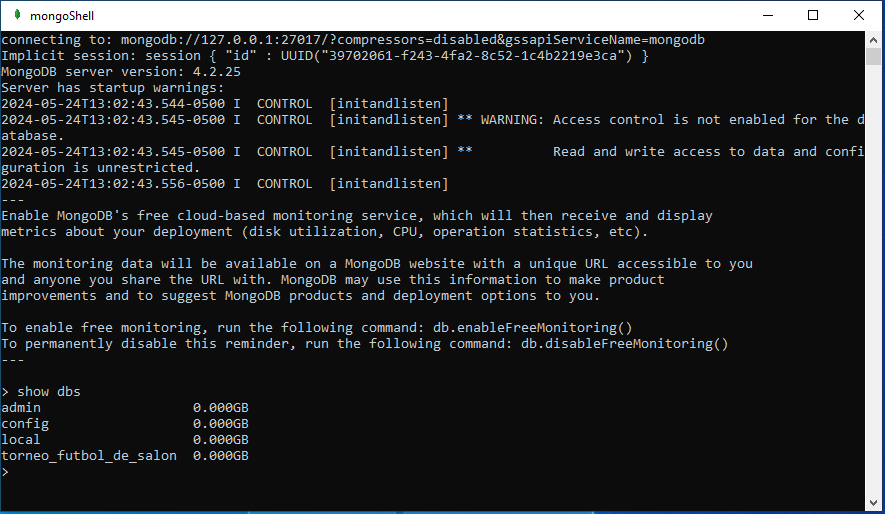 mongoShell
connecting to: mongodb://127.0.0.1:27017/?compressors=disabled&gssapiServiceName=mongodb
Implicit session: session { "id" : UUID("39702061-f243-4fa2-8c52-1c4b2219e3ca") }
MongoDB server version: 4.2.25
Server has startup warnings:
2024-05-24T13:02:43.544-0500 I  CONTROL  [initandlisten]
2024-05-24T13:02:43.545-0500 I  CONTROL  [initandlisten] ** WARNING: Access control is not enabled for the d
atabase.
2024-05-24T13:02:43.545-0500 I  CONTROL  [initandlisten] **          Read and write access to data and confi
guration is unrestricted.
2024-05-24T13:02:43.556-0500 I  CONTROL  [initandlisten]
---
Enable MongoDB's free cloud-based monitoring service, which will then receive and display
metrics about your deployment (disk utilization, CPU, operation statistics, etc).
The monitoring data will be available on a MongoDB website with a unique URL accessible to you
and anyone you share the URL with. MongoDB may use this information to make product
improvements and to suggest MongoDB products and deployment options to you.
To enable free monitoring, run the following command: db.enableFreeMonitoring()
To permanently disable this reminder, run the following command: db.disableFreeMonitoring()
---
> show dbs
admin                   0.000GB
config                  0.000GB
local                   0.000GB
torneo_futbol_de_salon  0.000GB
>